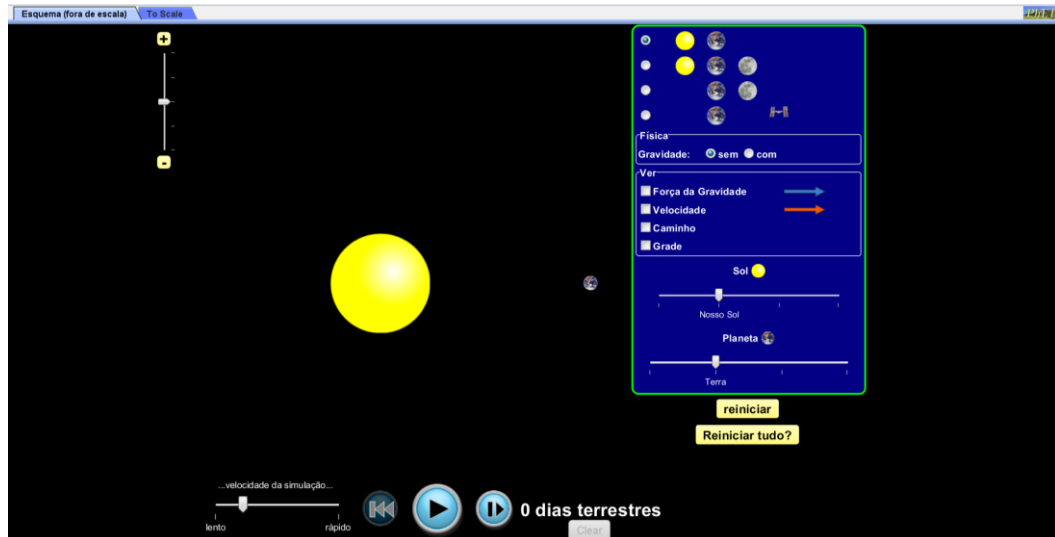 Esquema (fora de escala) To Scale
+
-
Física
Gravidade: sem com
Ver
Força da Gravidade
Velocidade
Caminho
Grade
Sol
Nosso Sol
Planeta
Terra
reiniciar
Reiniciar tudo?
...velocidade da simulação...
lento rápido
0 dias terrestres
Clear